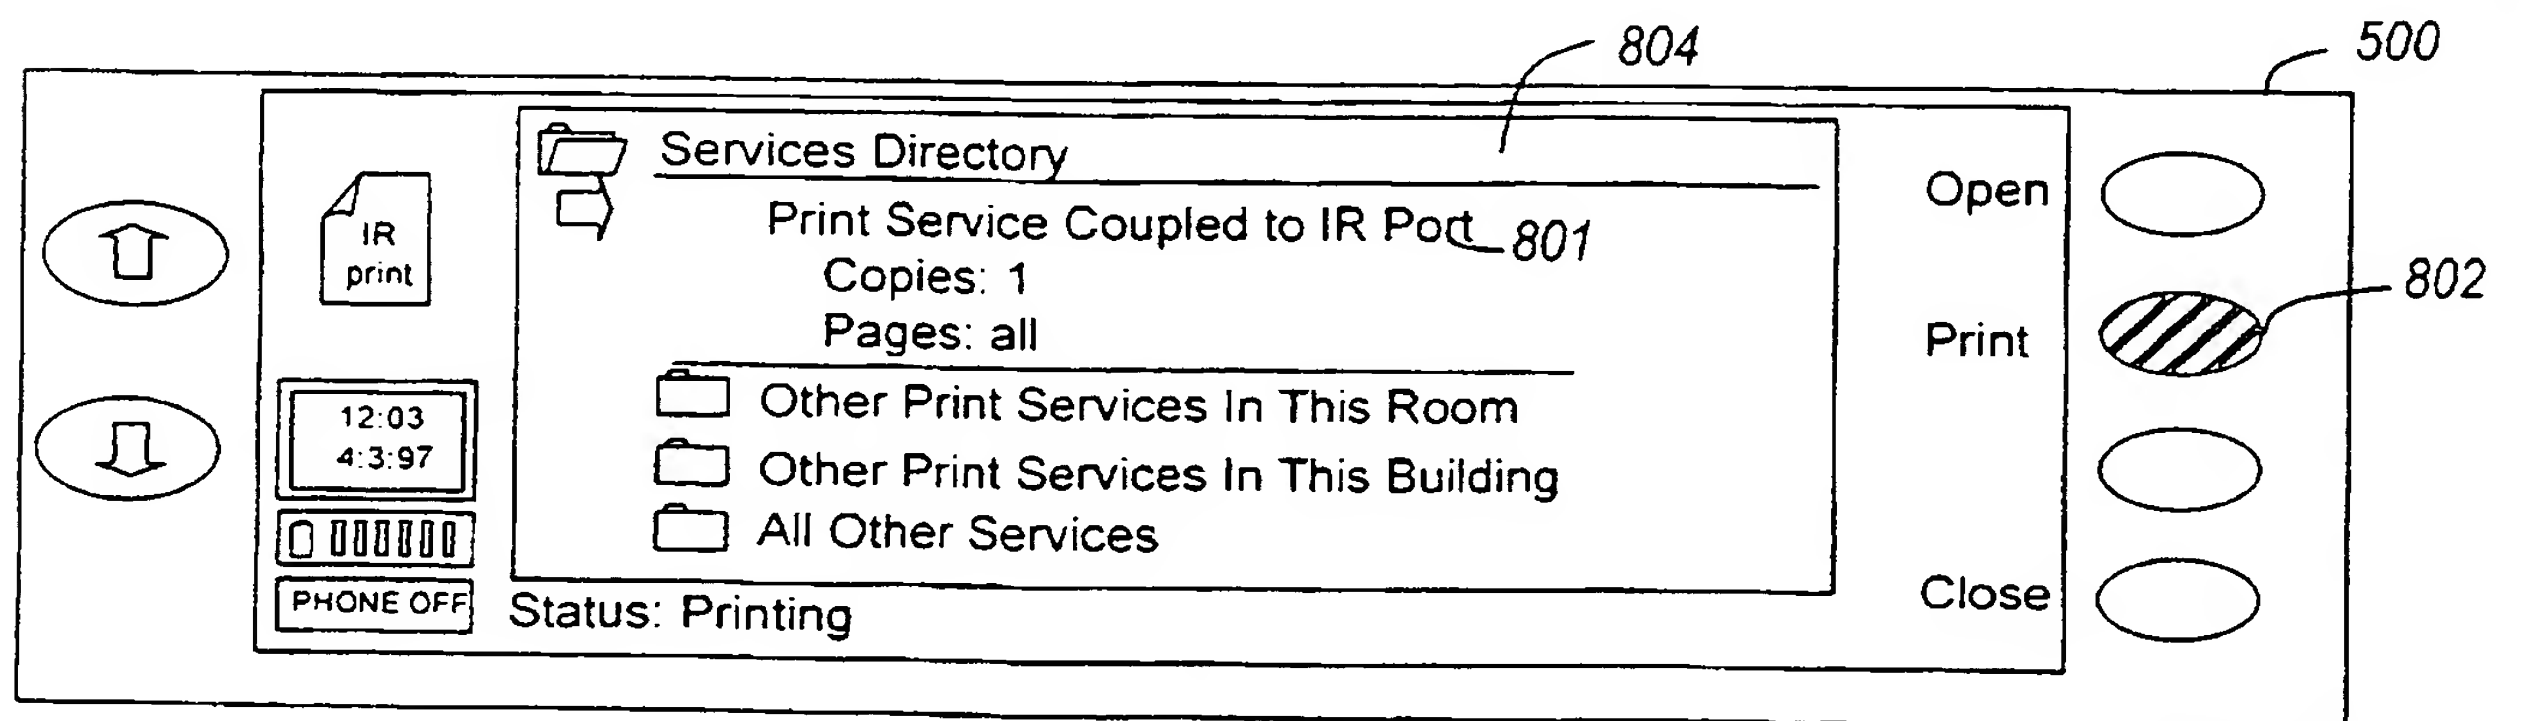 804
500
Services Directory
Open
IR
print
Print Service Coupled to IR Port
801
Copies: 1
802
Pages: all
Print
12:03
4:3:97
Other Print Services In This Room
Other Print Services In This Building
All Other Services
PHONE OFF
Status: Printing
Close